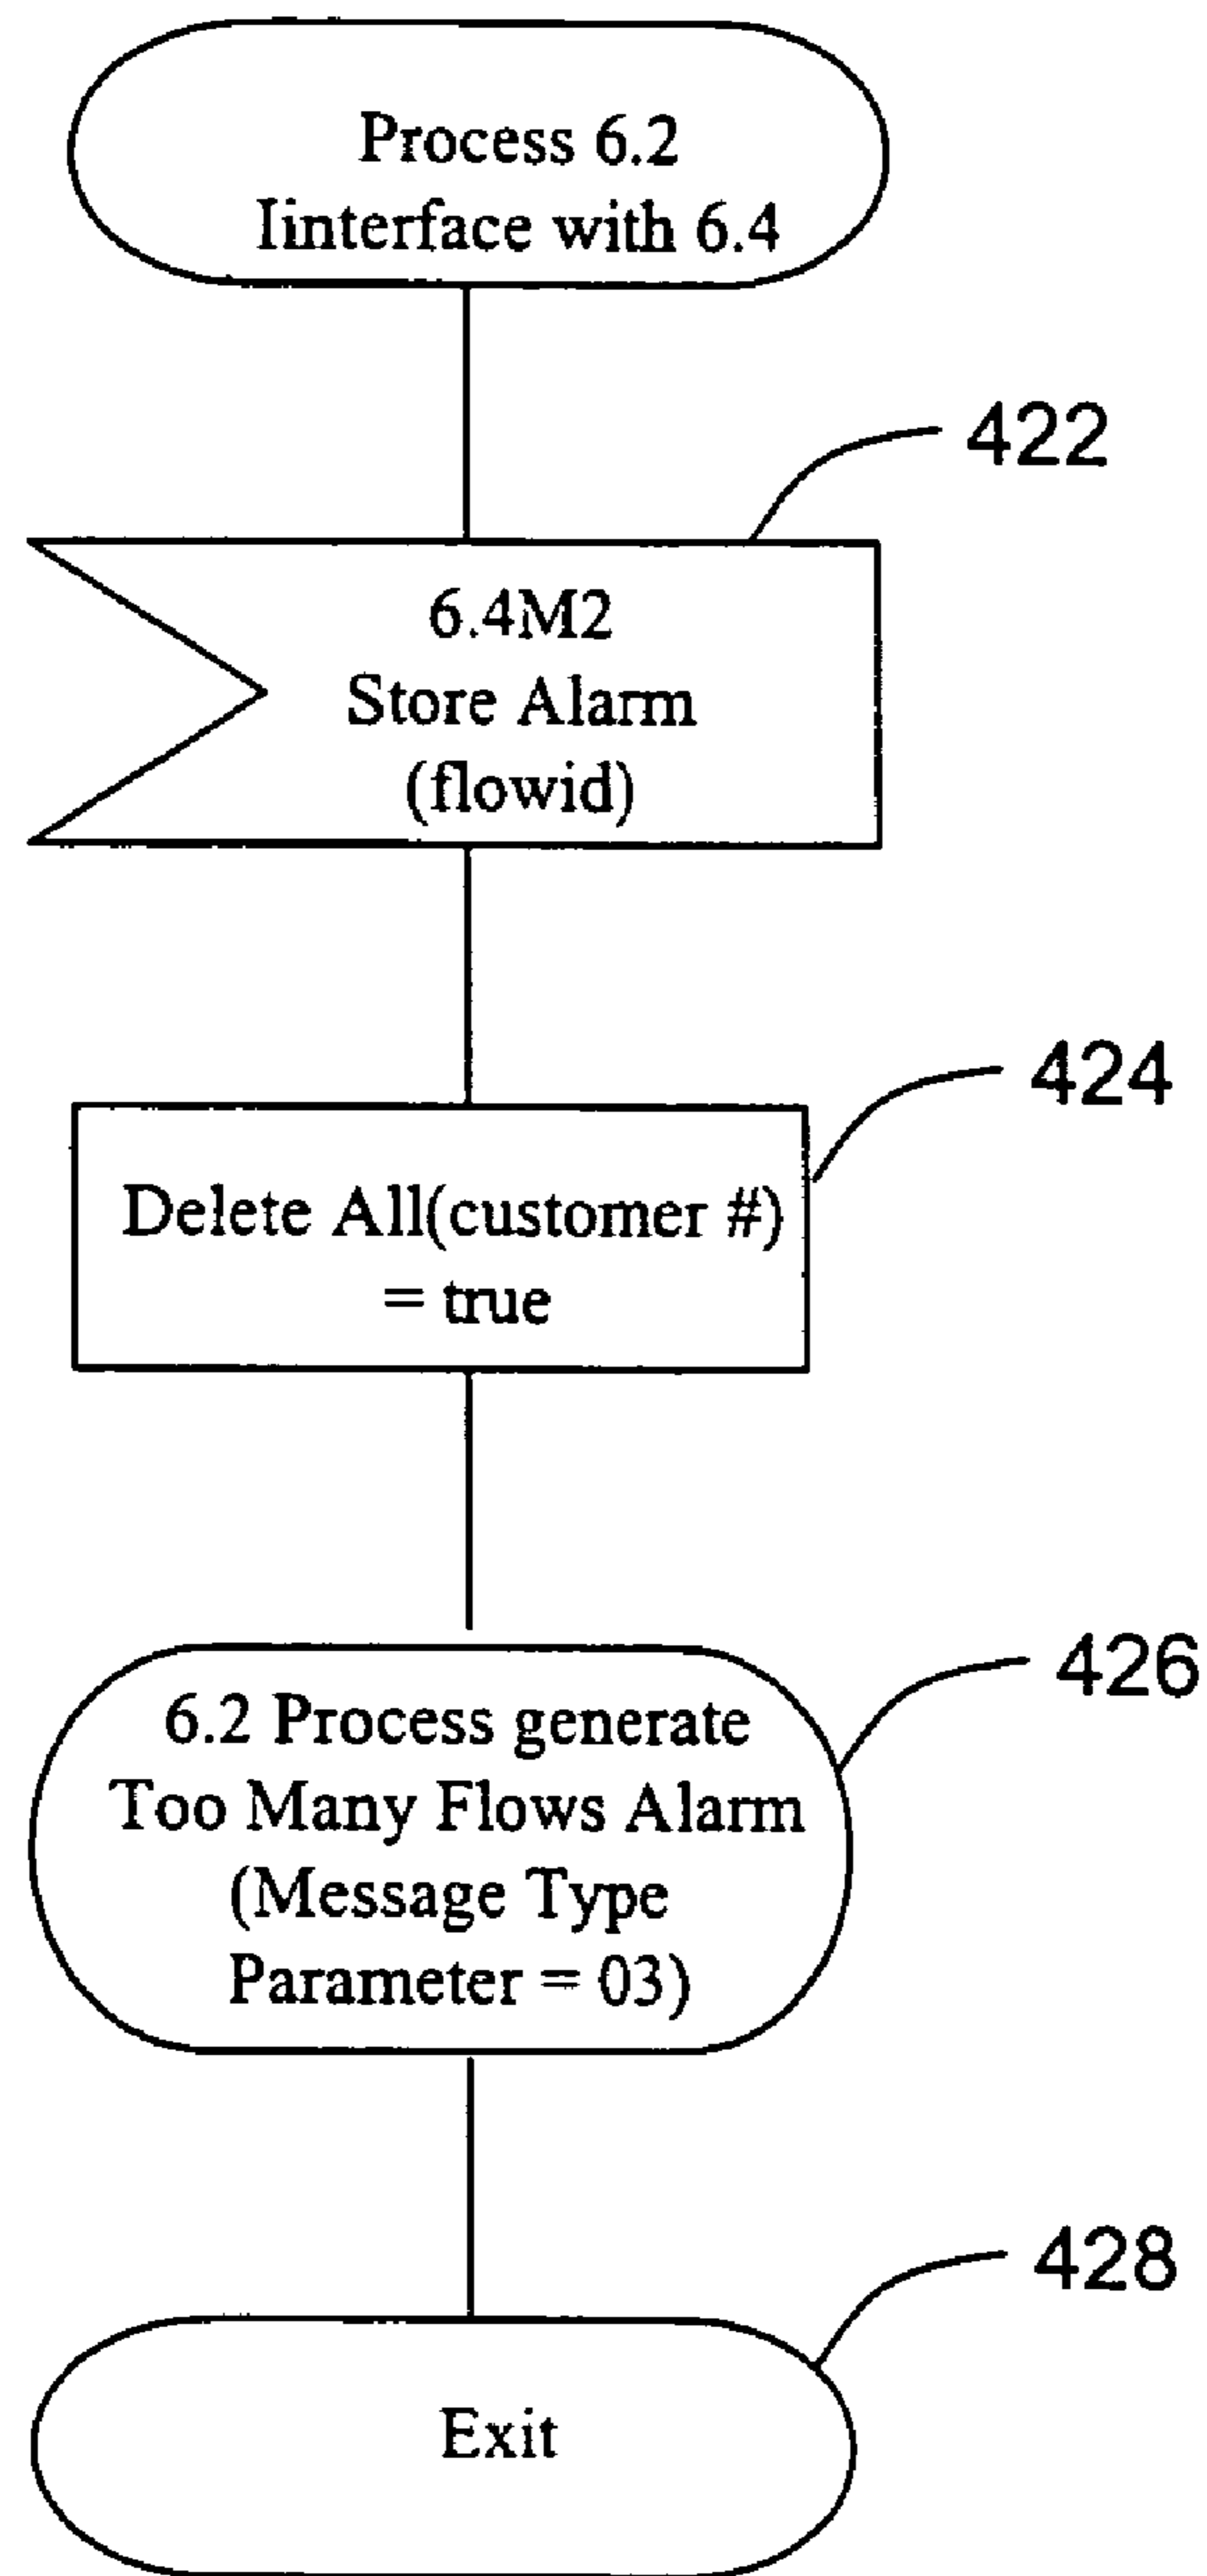 Process 6.2
Iinterface with 6.4
422
6.4M2
Store Alarm
(flowid)
424
Delete All(customer #)
= true
426
6.2 Process generate
Too Many Flows Alarm
(Message Type
Parameter = 03)
428
Exit